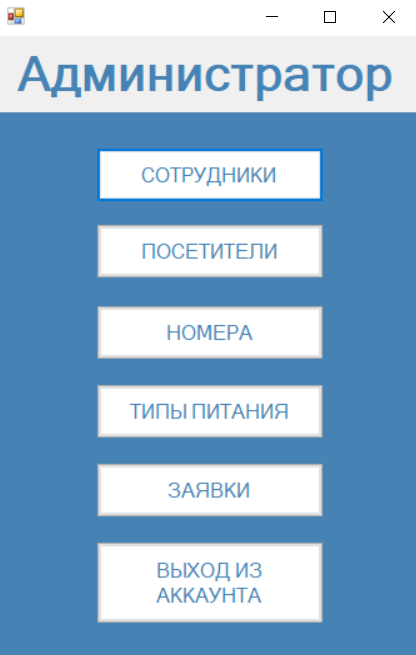 Администратор
СОТРУДНИКИ
ПОСЕТИТЕЛИ
НОМЕРА
ТИПЫ ПИТАНИЯ
ЗАЯВКИ
ВЫХОД ИЗ
АККАУНТА